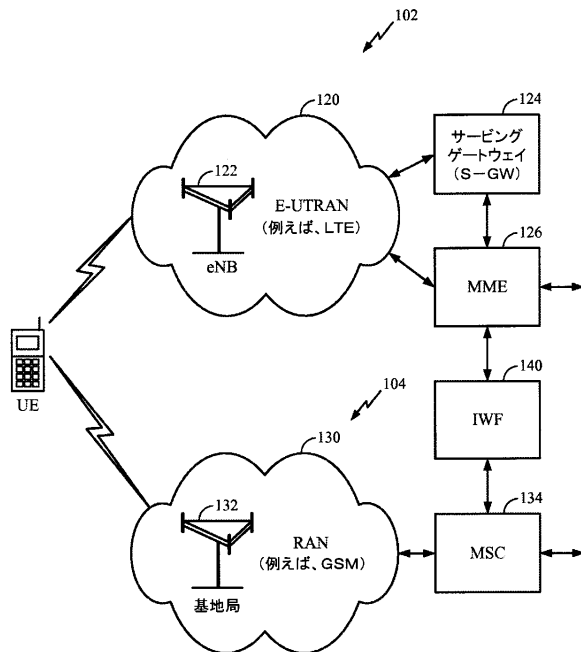 102
120
124
サービング
ゲートウェイ
(S-GW)
122
E-UTRAN
(例えば、LTE)
eNB
126
MME
UE
140
IWF
104
130
132
RAN
(例えば、GSM)
基地局
134
MSC